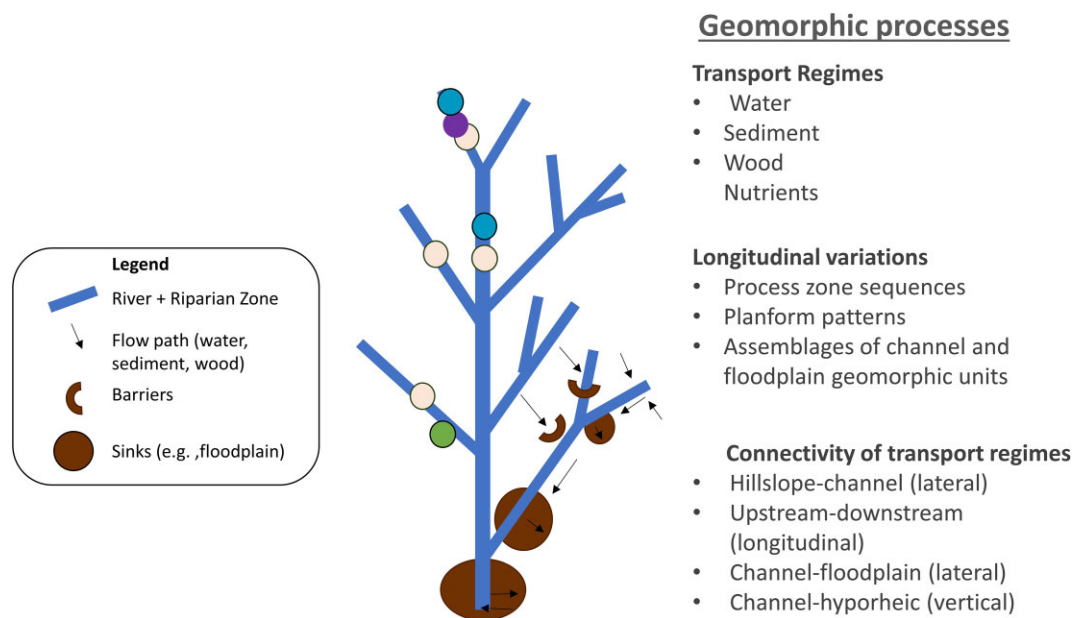 Geomorphic processes
Transport Regimes
• Water
• Sediment
• Wood
Nutrients
Longitudinal variations
• Process zone sequences
• Planform patterns
• Assemblages of channel and
floodplain geomorphic units
Connectivity of transport regimes
• Hillslope-channel (lateral)
• Upstream-downstream
(longitudinal)
• Channel-floodplain (lateral)
• Channel-hyporheic (vertical)
Legend
River + Riparian Zone
Flow path (water,
sediment, wood)
Barriers
Sinks (e.g. ,floodplain)